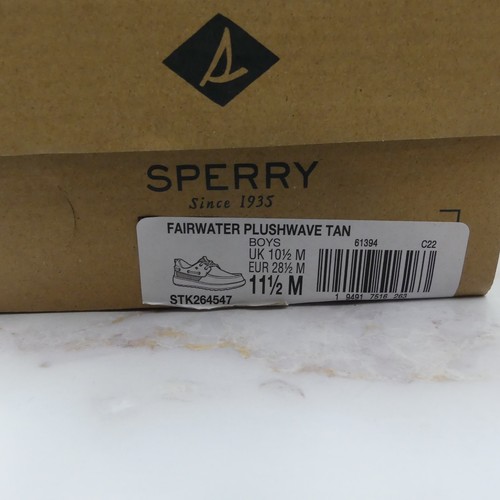 SPERRY
Since 1935
FAIRWATER PLUSHWAVE TAN
BOYS 61394 C22
UK 10½ M
EUR 28½ M
11½ M
STK264547